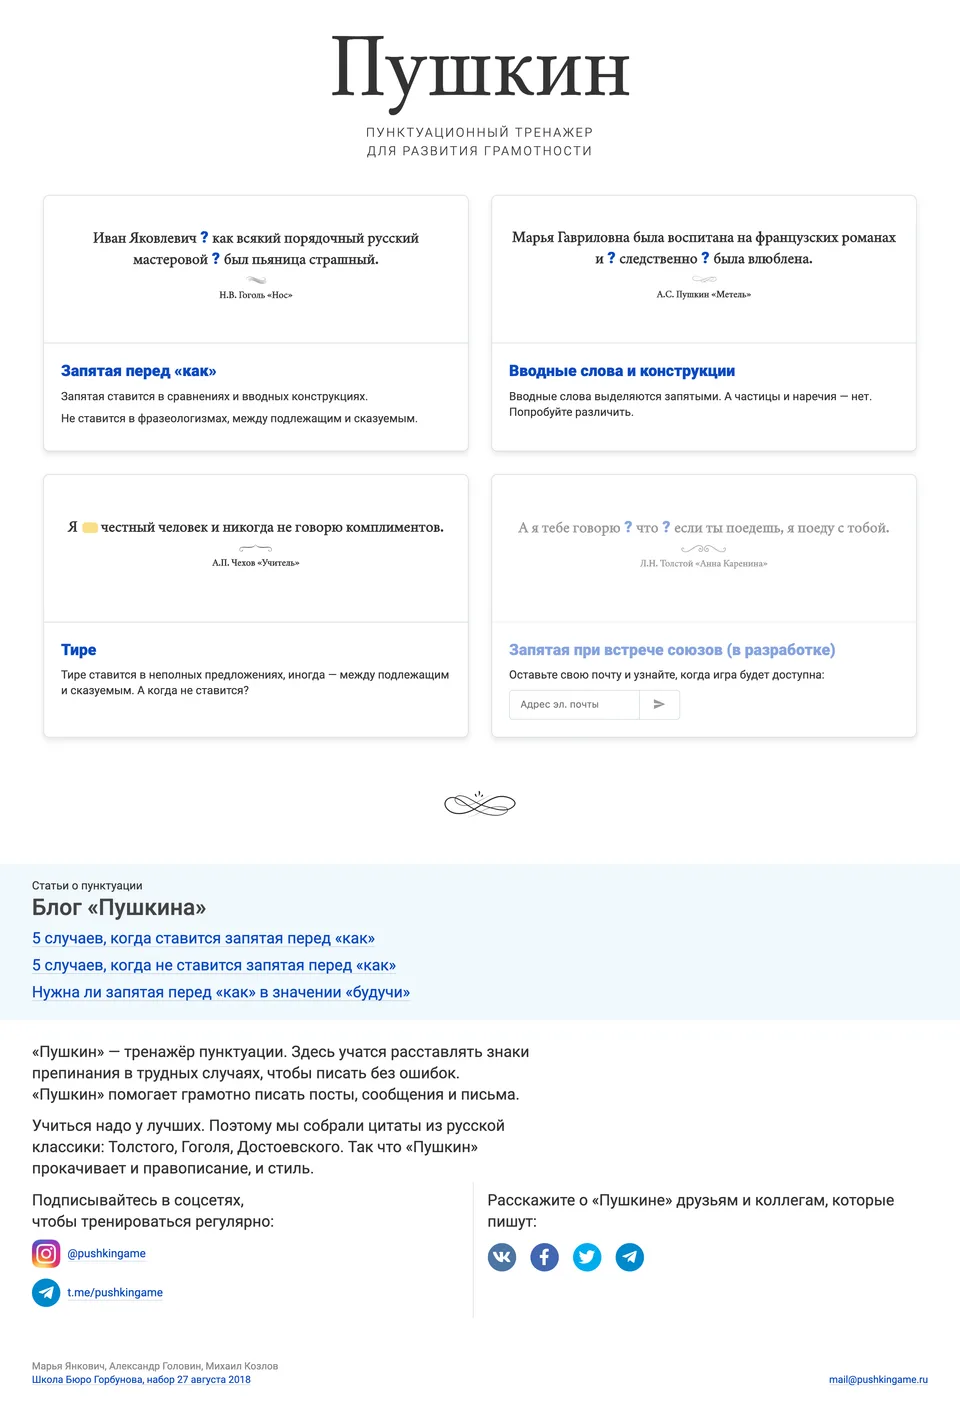 Пушкин
ПУНКТУАЦИОННЫЙ ТРЕНАЖЕР
ДЛЯ РАЗВИТИЯ ГРАМОТНОСТИ
Иван Яковлевич ? как всякий порядочный русский
мастеровой ? был пьяница страшный.
Н.В. Гоголь «Нос»
Запятая перед «как»
Запятая ставится в сравнениях и вводных конструкциях.
Не ставится в фразеологизмах, между подлежащим и сказуемым.
Марья Гавриловна была воспитана на французских романах
и ? следственно ? была влюблена.
А.С. Пушкин «Метель»
Вводные слова и конструкции
Вводные слова выделяются запятыми. А частицы и наречия — нет.
Попробуйте различить.
Я честный человек и никогда не говорю комплиментов.
А.П. Чехов «Учитель»
Тире
Тире ставится в неполных предложениях, иногда — между подлежащим
и сказуемым. А когда не ставится?
А я тебе говорю ? что ? если ты поедешь, я поеду с тобой.
Л.Н. Толстой «Анна Каренина»
Запятая при встрече союзов (в разработке)
Оставьте свою почту и узнайте, когда игра будет доступна:
Адрес эл. почты
Статьи о пунктуации
Блог «Пушкина»
5 случаев, когда ставится запятая перед «как»
5 случаев, когда не ставится запятая перед «как»
Нужна ли запятая перед «как» в значении «будучи»
«Пушкин» — тренажёр пунктуации. Здесь учатся расставлять знаки
препинания в трудных случаях, чтобы писать без ошибок.
«Пушкин» помогает грамотно писать посты, сообщения и письма.
Учиться надо у лучших. Поэтому мы собрали цитаты из русской
классики: Толстого, Гоголя, Достоевского. Так что «Пушкин»
прокачивает и правописание, и стиль.
Подписывайтесь в соцсетях,
чтобы тренироваться регулярно:
@pushkingame
t.me/pushkingame
Расскажите о «Пушкине» друзьям и коллегам, которые
пишут:
Марья Янкович, Александр Головин, Михаил Козлов
Школа Бюро Горбунова, набор 27 августа 2018
mail@pushkingame.ru